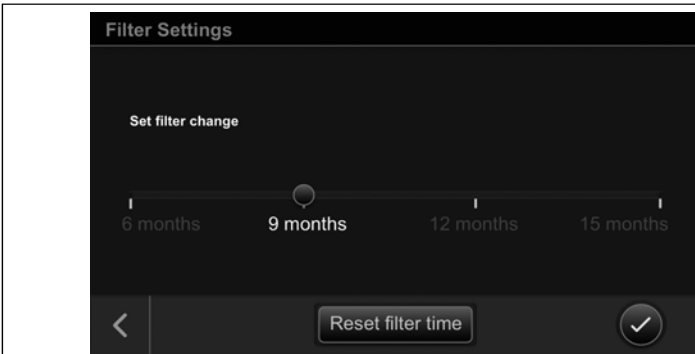 Filter Settings
Set filter change
6 months 9 months 12 months 15 months
Reset filter time